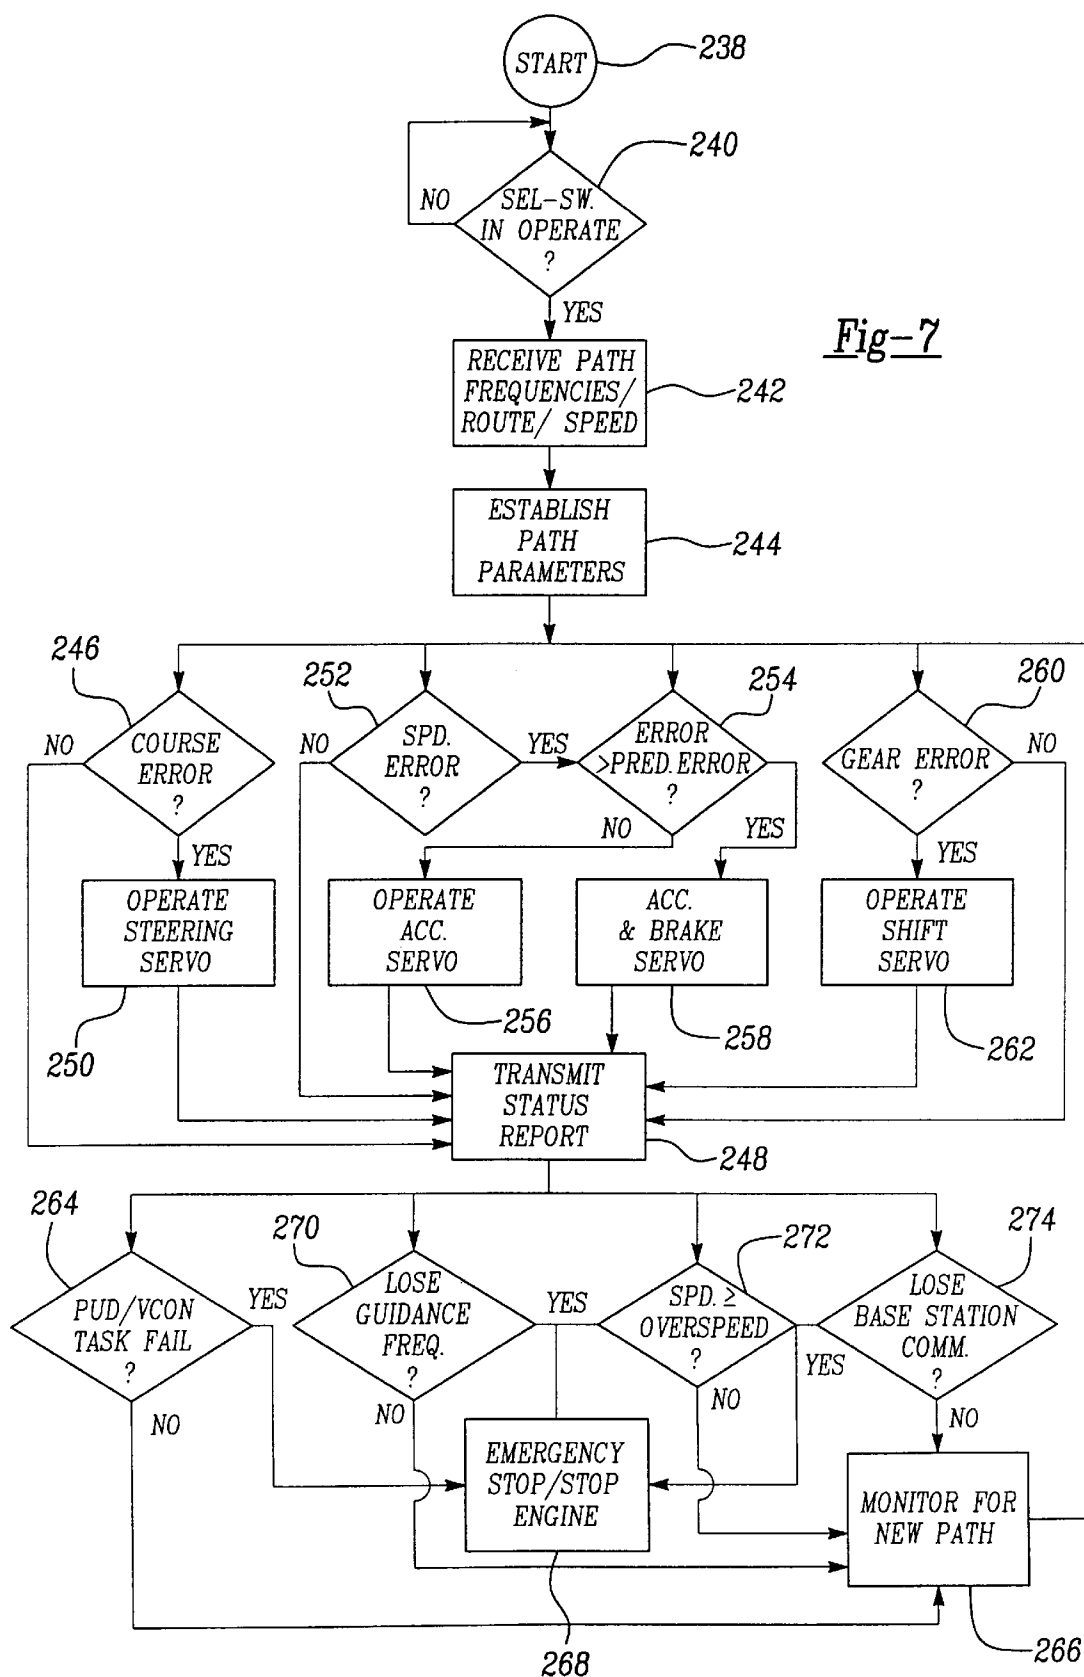 START
238
240
NO
SEL-SW.
IN OPERATE
?
YES
Fig-7
RECEIVE PATH
FREQUENCIES/
ROUTE/ SPEED
242
ESTABLISH
PATH
PARAMETERS
244
246
252
254
260
NO
COURSE
ERROR
?
NO
SPD.
ERROR
?
YES
ERROR
>PRED.ERROR
?
GEAR ERROR
?
NO
YES
NO
YES
YES
OPERATE
STEERING
SERVO
OPERATE
ACC.
SERVO
ACC.
& BRAKE
SERVO
OPERATE
SHIFT
SERVO
250
256
258
262
TRANSMIT
STATUS
REPORT
248
264
270
272
274
PUD/VCON
TASK FAIL
?
YES
LOSE
GUIDANCE
FREQ.
?
YES
SPD. ≥
OVERSPEED
?
YES
LOSE
BASE STATION
COMM.
?
NO
NO
NO
NO
EMERGENCY
STOP/STOP
ENGINE
MONITOR FOR
NEW PATH
268
266